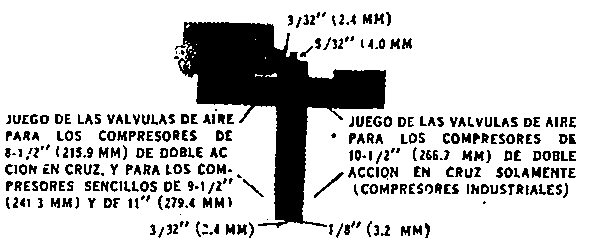 3/32" (2.4 MM)
5/32" (4.0 MM
JUEGO DE LAS VALVULAS DE AIRE
PARA LOS COMPRESORES DE
8-1/2" (215.9 MM) DE DOBLE AC
CION EN CRUZ, Y PARA LOS COM-
PRESORES SENCILLOS DE 9-1/2"
(241 3 MM) Y DF 11" (279.4 MM)
JUEGO DE LAS VALVULAS DE AIRE
PARA LOS COMPRESORES DE
10-1/2" (266.7 MM) DE DOBLE
ACCION EN CRUZ SOLAMENTE
(COMPRESORES INDUSTRIALES)
3/32" (2.4 MM)
1/8" (3.2 MM)